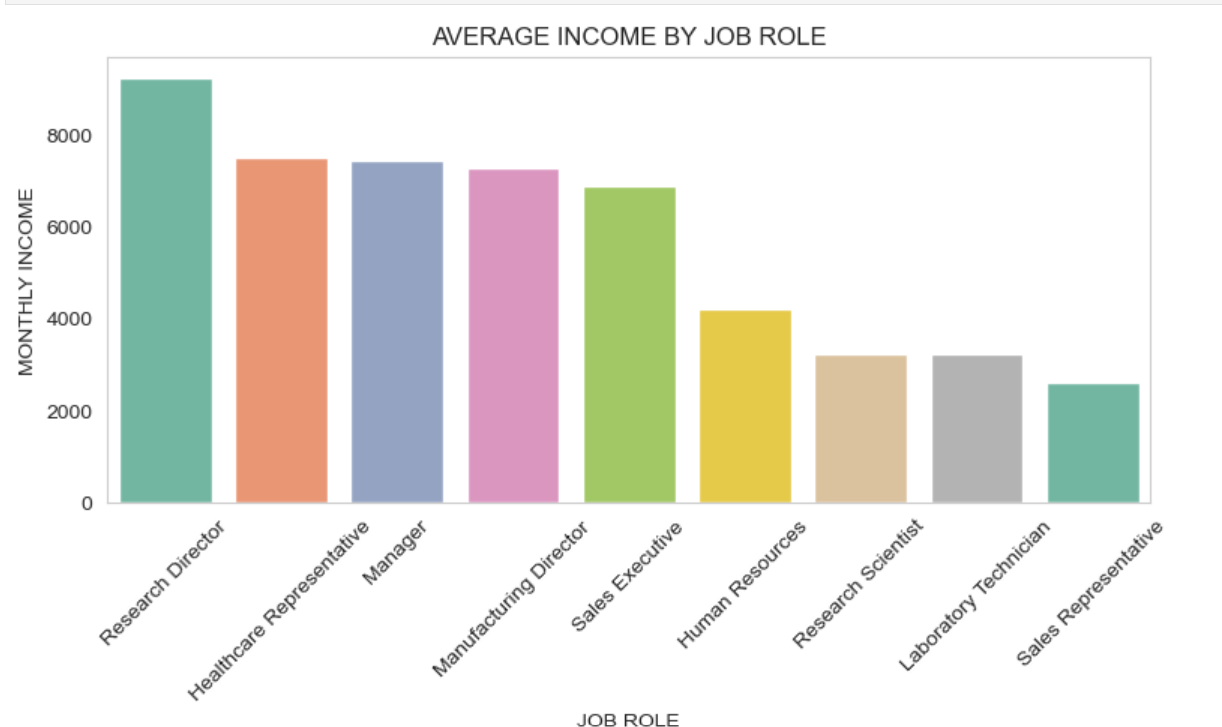 AVERAGE INCOME BY JOB ROLE
MONTHLY INCOME
8000
6000
4000
2000
0
Research Director
Healthcare Representative
Manager
Manufacturing Director
Sales Executive
Human Resources
Research Scientist
Laboratory Technician
Sales Representative
JOB ROLE